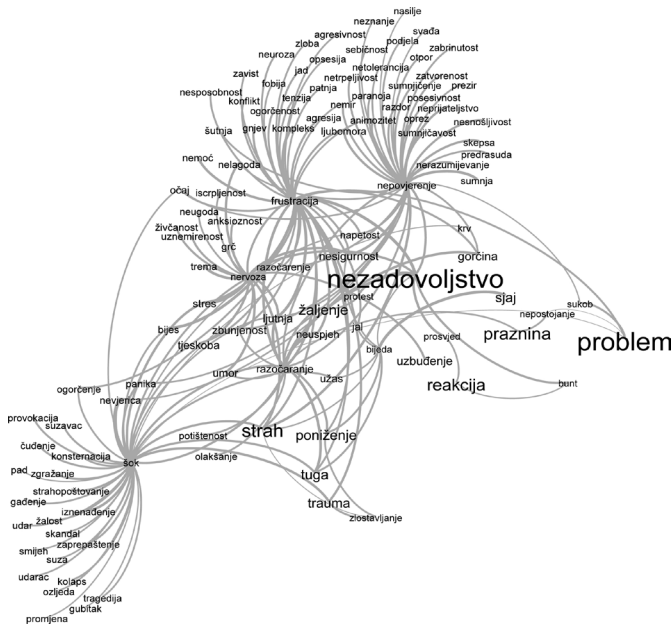 nasilje
neznanje
svađa
agresivnost
sebičnost
podjela
zabrinutost
zloba
otpor
neuroza
opsesija
netolerancija
zavist
jad
netrpeljivost
sumnjičenje
zatvorenost
fobija
patnja
paranoja
posesivnost
prezir
nesposobnost
konflikt
tenzija
nemir
razdor
neprijateljstvo
ogorčenost
agresija
animozitet
oprez
nesnošljivost
šutnja
gnjev
kompleks
ljubomora
sumnjičavost
skepsa
nemoć
nelagoda
predrasuda
nerazumijevanje
očaj
iscrpljenost
nepovjerenje
sumnja
frustracija
neugoda
anksioznost
živčanost
krv
uznemirenost
napetost
grč
nesigurnost
gorčina
trema
razočarenje
nervoza
nezadovoljstvo
stres
protest
sjaj
sukob
žaljenje
nepostojanje
ljutnja
bijes
zbunjenost
jal
neuspjeh
prosvjed
praznina
problem
tjeskoba
bijeda
uzbuđenje
umor
razočaranje
panika
užas
reakcija
bunt
ogorčenje
nevjerica
provokacija
suzavac
strah
poniženje
potištenost
čuđenje
konsternacija
olakšanje
šok
pad
zgražanje
tuga
strahopoštovanje
gađenje
trauma
iznenađenje
zlostavljanje
udar
žalost
skandal
zaprepaštenje
smijeh
suza
udarac
kolaps
ozljeda
tragedija
gubitak
promjena